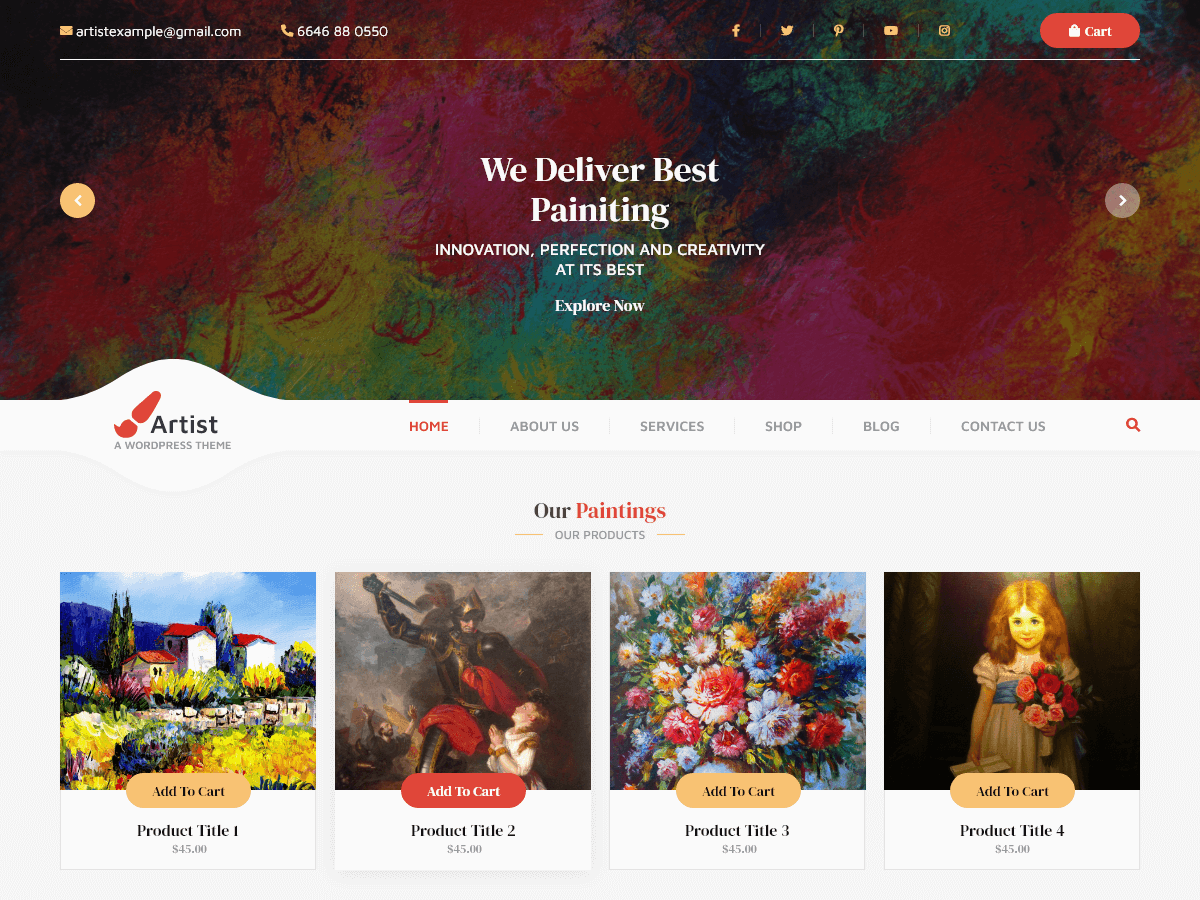 artistexample@gmail.com
6646 88 0550
Cart
We Deliver Best
Painiting
INNOVATION, PERFECTION AND CREATIVITY
AT ITS BEST
Explore Now
Artist
A WORDPRESS THEME
HOME
ABOUT US
SERVICES
SHOP
BLOG
CONTACT US
Our Paintings
OUR PRODUCTS
Add To Cart
Product Title 1
$45.00
Add To Cart
Product Title 2
$45.00
Add To Cart
Product Title 3
$45.00
Add To Cart
Product Title 4
$45.00